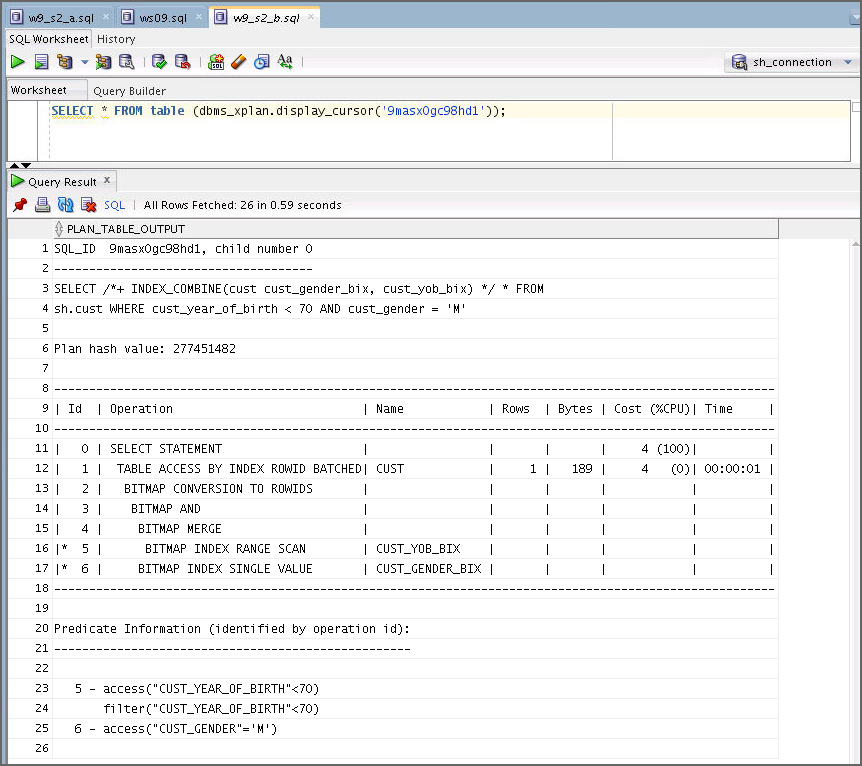 w9_s2_a.sql × ws09.sql × w9_s2_b.sql ×
SQL Worksheet History
Aa sh_connection
Worksheet Query Builder
SELECT * FROM table (dbms_xplan.display_cursor('9masx0gc98hd1'));
Query Result ×
SQL | All Rows Fetched: 26 in 0.59 seconds
PLAN_TABLE_OUTPUT
1 SQL_ID  9masx0gc98hd1, child number 0
2 -------------------------------------
3 SELECT /*+ INDEX_COMBINE(cust cust_gender_bix, cust_yob_bix) */ * FROM
4 sh.cust WHERE cust_year_of_birth < 70 AND cust_gender = 'M'
5
6 Plan hash value: 277451482
7
8 -------------------------------------------------------------------------------------------------------
9 | Id  | Operation                           | Name            | Rows  | Bytes | Cost (%CPU)| Time     |
10 -------------------------------------------------------------------------------------------------------
11 |   0 | SELECT STATEMENT                    |                 |       |       |     4 (100)|          |
12 |   1 |  TABLE ACCESS BY INDEX ROWID BATCHED| CUST            |     1 |   189 |     4   (0)| 00:00:01 |
13 |   2 |   BITMAP CONVERSION TO ROWIDS       |                 |       |       |            |          |
14 |   3 |    BITMAP AND                       |                 |       |       |            |          |
15 |   4 |     BITMAP MERGE                    |                 |       |       |            |          |
16 |*  5 |      BITMAP INDEX RANGE SCAN        | CUST_YOB_BIX    |       |       |            |          |
17 |*  6 |     BITMAP INDEX SINGLE VALUE       | CUST_GENDER_BIX |       |       |            |          |
18 -------------------------------------------------------------------------------------------------------
19
20 Predicate Information (identified by operation id):
21 ---------------------------------------------------
22
23    5 - access("CUST_YEAR_OF_BIRTH"<70)
24        filter("CUST_YEAR_OF_BIRTH"<70)
25    6 - access("CUST_GENDER"='M')
26